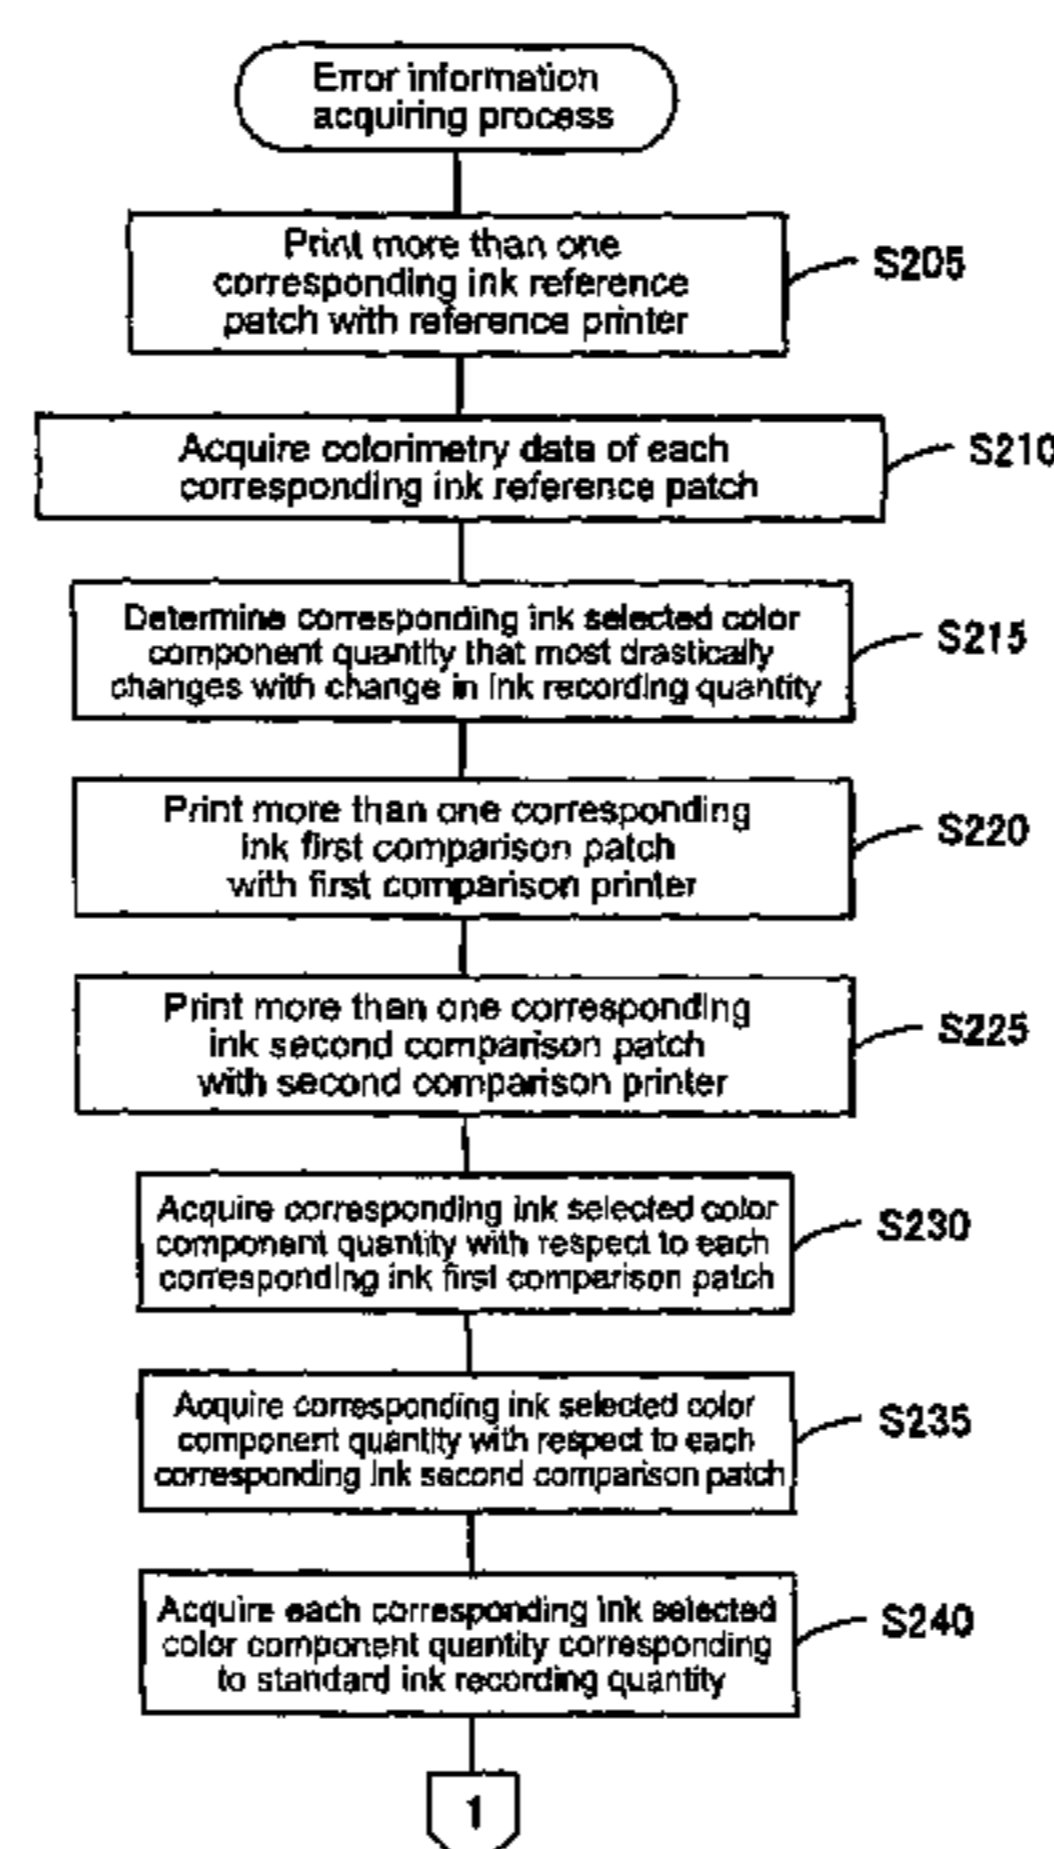 Error information
acquiring process
Print more than one
corresponding ink reference
patch with reference printer
S205
Acquire colorimetry data of each
corresponding ink reference patch
S210
Determine corresponding ink selected color
component quantity that most drastically
changes with change in ink recording quantity
S215
Print more than one corresponding
ink first comparison patch
with first comparison printer
S220
Print more than one corresponding
ink second comparison patch
with second comparison printer
S225
Acquire corresponding ink selected color
component quantity with respect to each
corresponding ink first comparison patch
S230
Acquire corresponding ink selected color
component quantity with respect to each
corresponding ink second comparison patch
S235
Acquire each corresponding ink selected
color component quantity corresponding
to standard ink recording quantity
S240
1